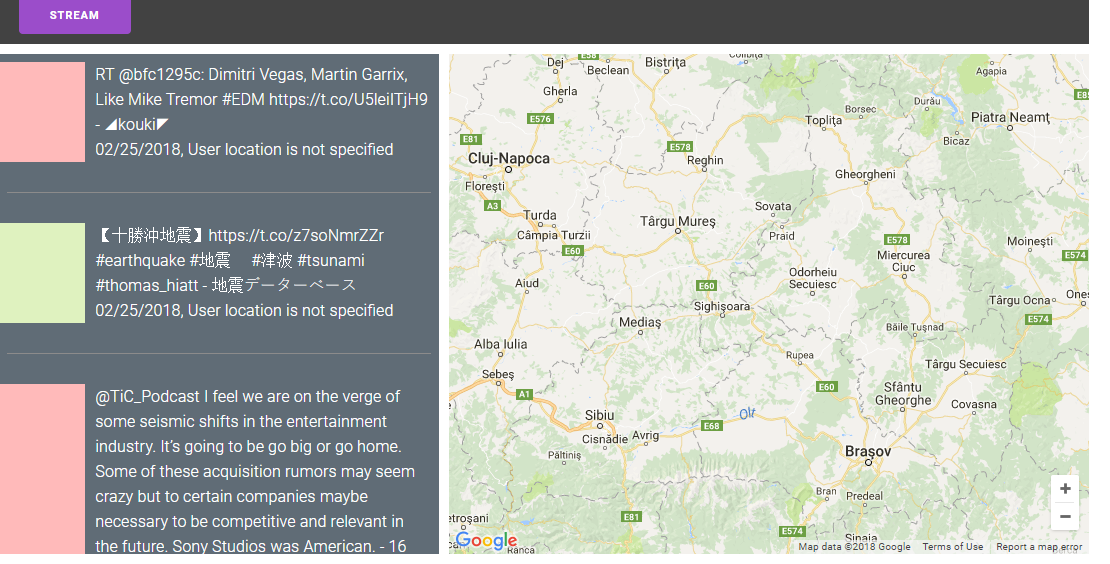 STREAM
RT @bfc1295c: Dimitri Vegas, Martin Garrix,
Like Mike Tremor #EDM https://t.co/U5leiITjH9
- ◢kouki◤
02/25/2018, User location is not specified
【十勝沖地震】https://t.co/z7soNmrZZr
#earthquake #地震　#津波 #tsunami
#thomas_hiatt - 地震データーベース
02/25/2018, User location is not specified
@TiC_Podcast I feel we are on the verge of
some seismic shifts in the entertainment
industry. It's going to be go big or go home.
Some of these acquisition rumors may seem
crazy but to certain companies maybe
necessary to be competitive and relevant in
the future. Sony Studios was American. - 16
Dej
E58
Beclean
Bistrița
Gherla
Agapia
E576
Borsec
Durău
Toplița
Piatra Neamț
E81
E578
Bicaz
Cluj-Napoca
Reghin
Gheorgheni
Florești
A3
Sovata
Turda
Târgu Mureș
Praid
E578
Câmpia Turzii
Moinești
E60
Miercurea
Ciuc
E574
Odorheiu
Secuiesc
Aiud
E60
Sighișoara
Târgu Ocna
Mediaș
E574
Băile Tușnad
Alba Iulia
Rupea
Târgu Secuiesc
Sebeș
E60
Sfântu
Gheorghe
A1
Covasna
Sibiu
Olt
E68
Cisnădie
Avrig
Păltiniș
Brașov
Bran
Predeal
E81
E574
Sinaia
Ranca
Google
+
−
Map data ©2018 Google
Terms of Use
Report a map error